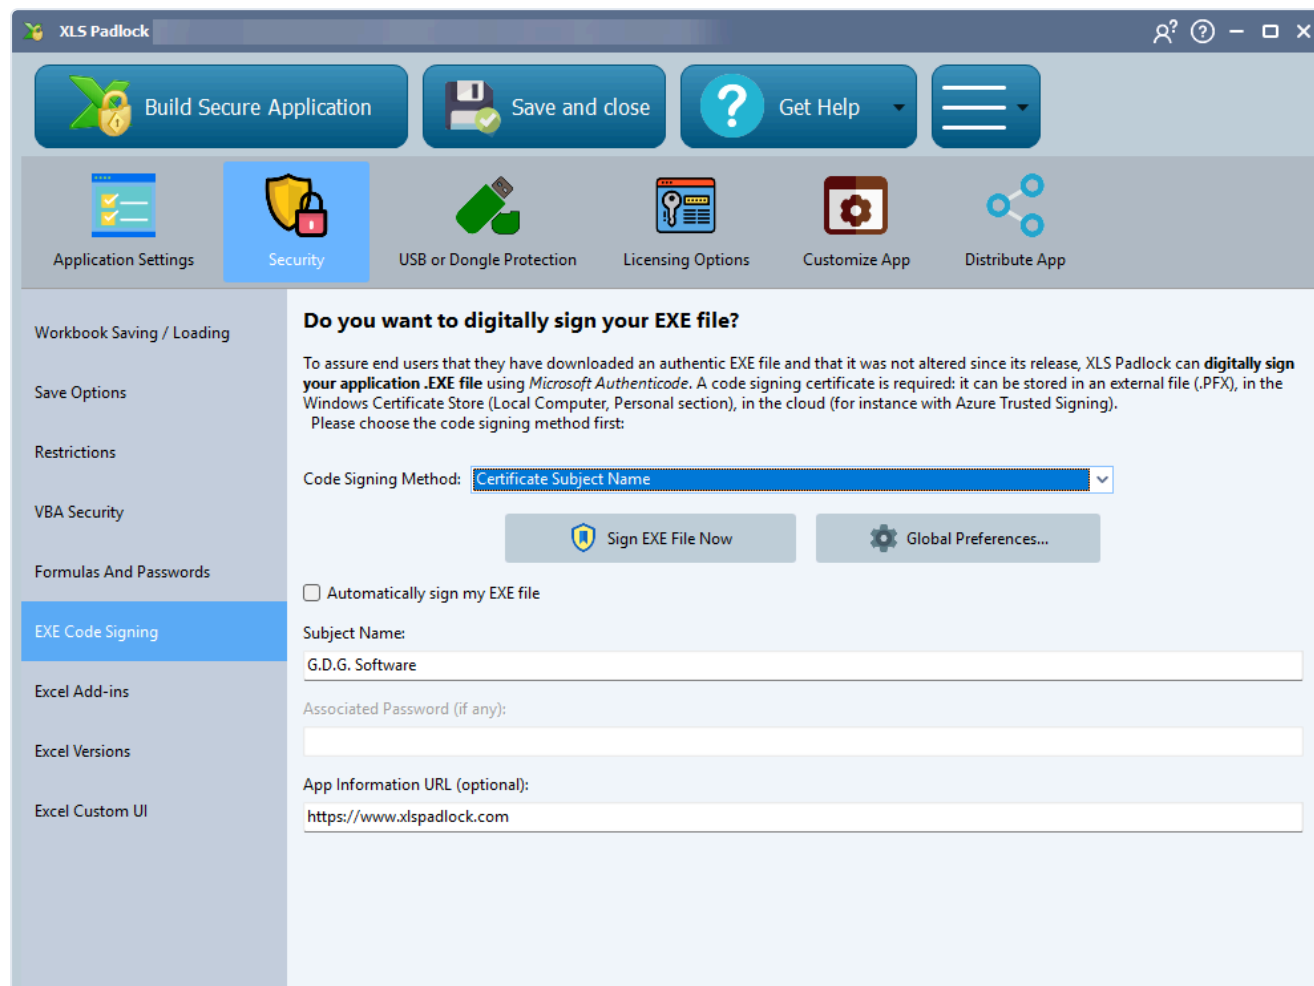 XLS Padlock
Build Secure Application
Save and close
Get Help
Application Settings
Security
USB or Dongle Protection
Licensing Options
Customize App
Distribute App
Workbook Saving / Loading
Save Options
Restrictions
VBA Security
Formulas And Passwords
EXE Code Signing
Excel Add-ins
Excel Versions
Excel Custom UI
Do you want to digitally sign your EXE file?
To assure end users that they have downloaded an authentic EXE file and that it was not altered since its release, XLS Padlock can digitally sign
your application .EXE file using Microsoft Authenticode. A code signing certificate is required: it can be stored in an external file (.PFX), in the
Windows Certificate Store (Local Computer, Personal section), in the cloud (for instance with Azure Trusted Signing).
Please choose the code signing method first:
Code Signing Method: Certificate Subject Name
Sign EXE File Now
Global Preferences...
Automatically sign my EXE file
Subject Name:
G.D.G. Software
Associated Password (if any):
App Information URL (optional):
https://www.xlspadlock.com